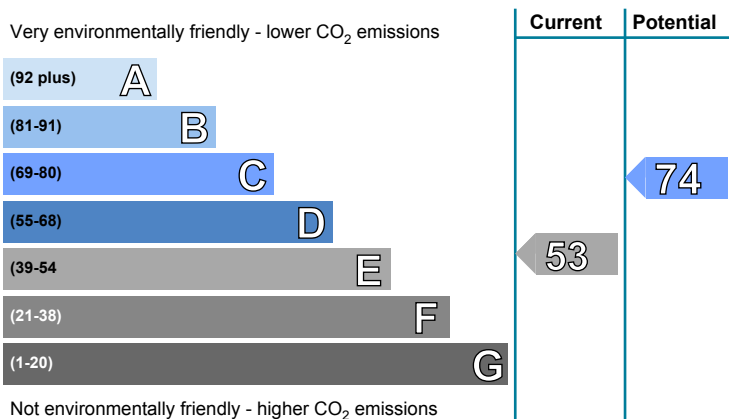 Very environmentally friendly - lower CO2 emissions
Current
Potential
(92 plus) A
(81-91) B
(69-80) C
74
(55-68) D
(39-54 E
53
(21-38) F
(1-20) G
Not environmentally friendly - higher CO2 emissions